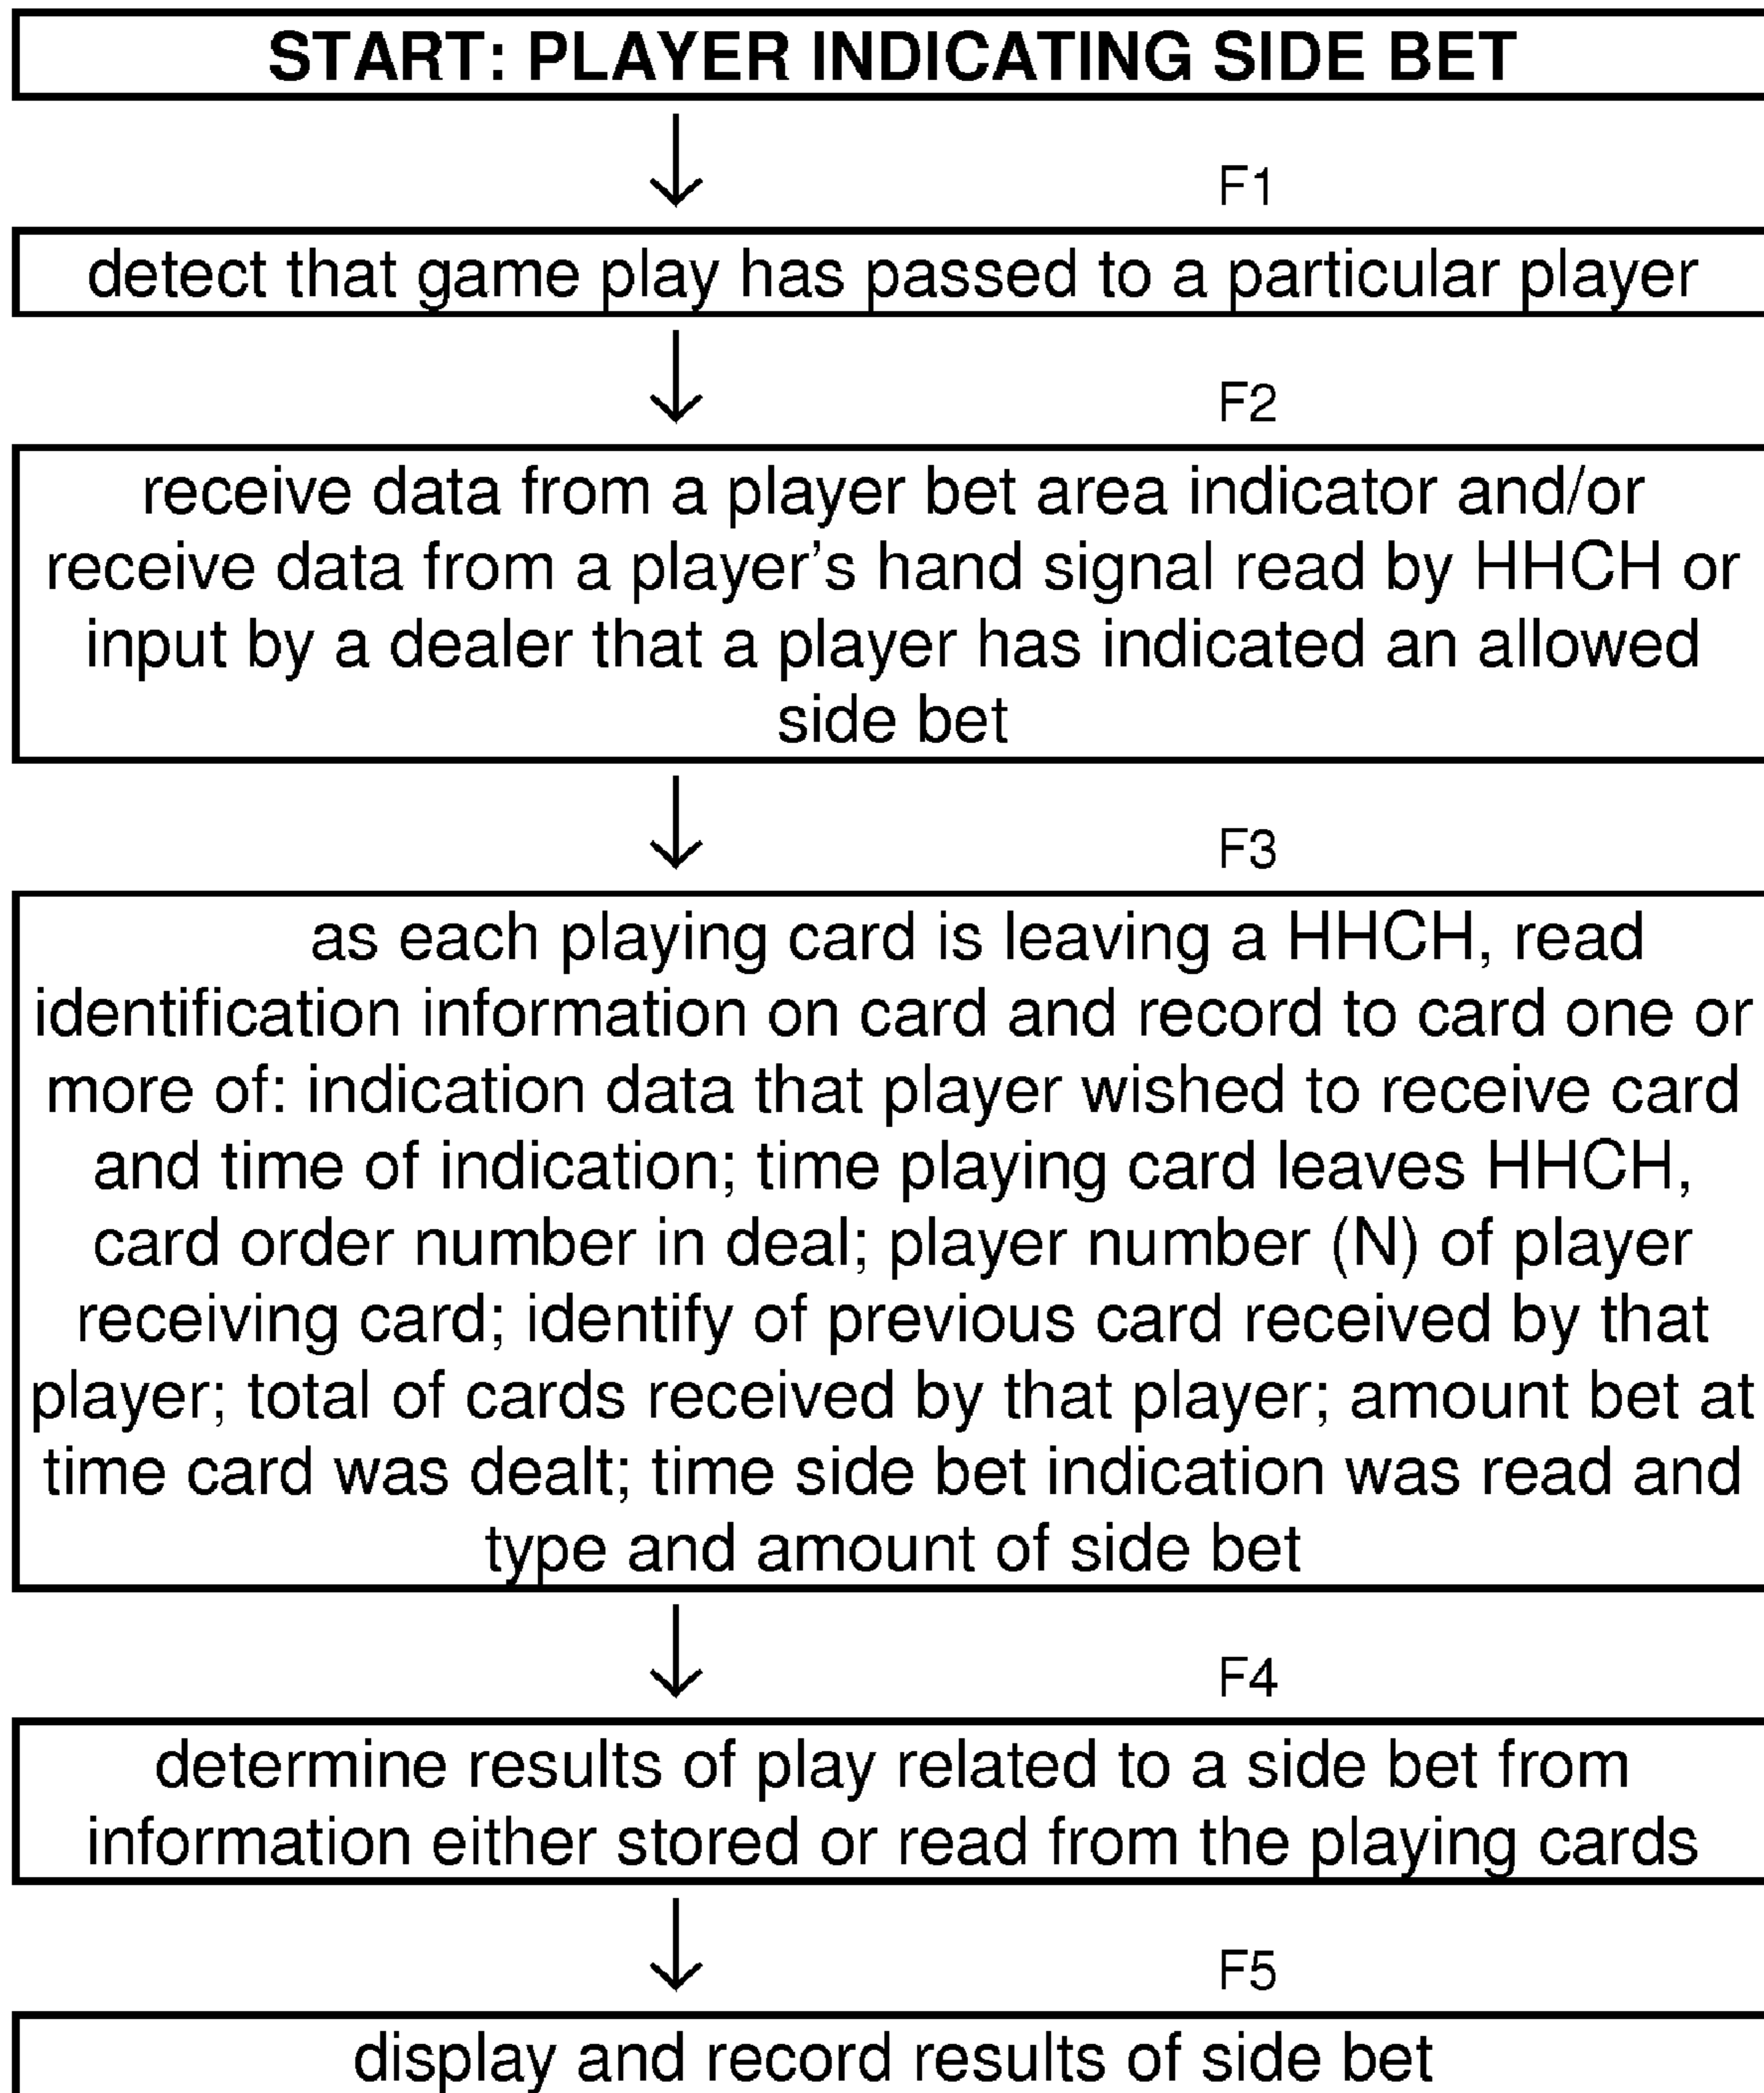 START: PLAYER INDICATING SIDE BET
F1
detect that game play has passed to a particular player
F2
receive data from a player bet area indicator and/or
receive data from a player's hand signal read by HHCH or
input by a dealer that a player has indicated an allowed
side bet
F3
as each playing card is leaving a HHCH, read
identification information on card and record to card one or
more of: indication data that player wished to receive card
and time of indication; time playing card leaves HHCH,
card order number in deal; player number (N) of player
receiving card; identify of previous card received by that
player; total of cards received by that player; amount bet at
time card was dealt; time side bet indication was read and
type and amount of side bet
F4
determine results of play related to a side bet from
information either stored or read from the playing cards
F5
display and record results of side bet